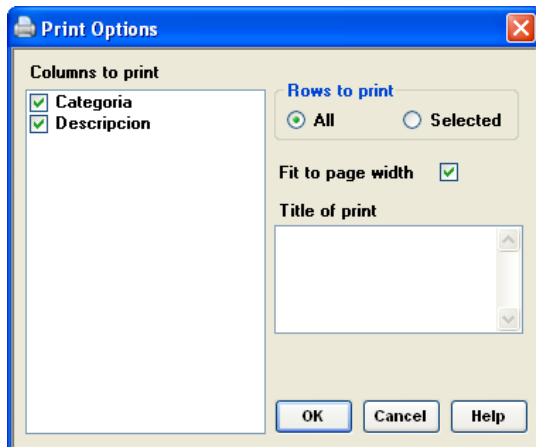 Print Options
Columns to print
Categoria
Descripcion
Rows to print
All Selected
Fit to page width
Title of print
OK Cancel Help